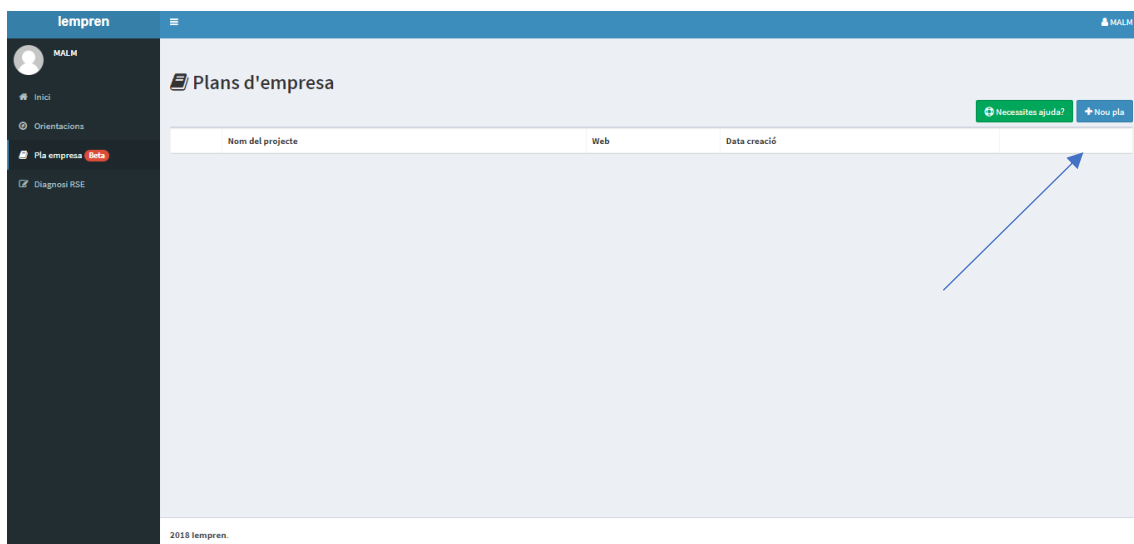 lempren
MALM
MALM
Inici
Orientacions
Pla empresa Beta
Diagnosi RSE
Plans d'empresa
Necessites ajuda? Nou pla
Nom del projecte Web Data creació
2018 lempren.